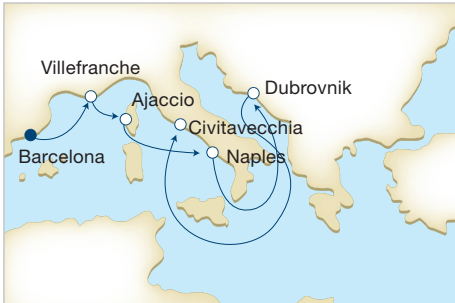 Villefranche
Ajaccio
Dubrovnik
Civitavecchia
Barcelona
Naples